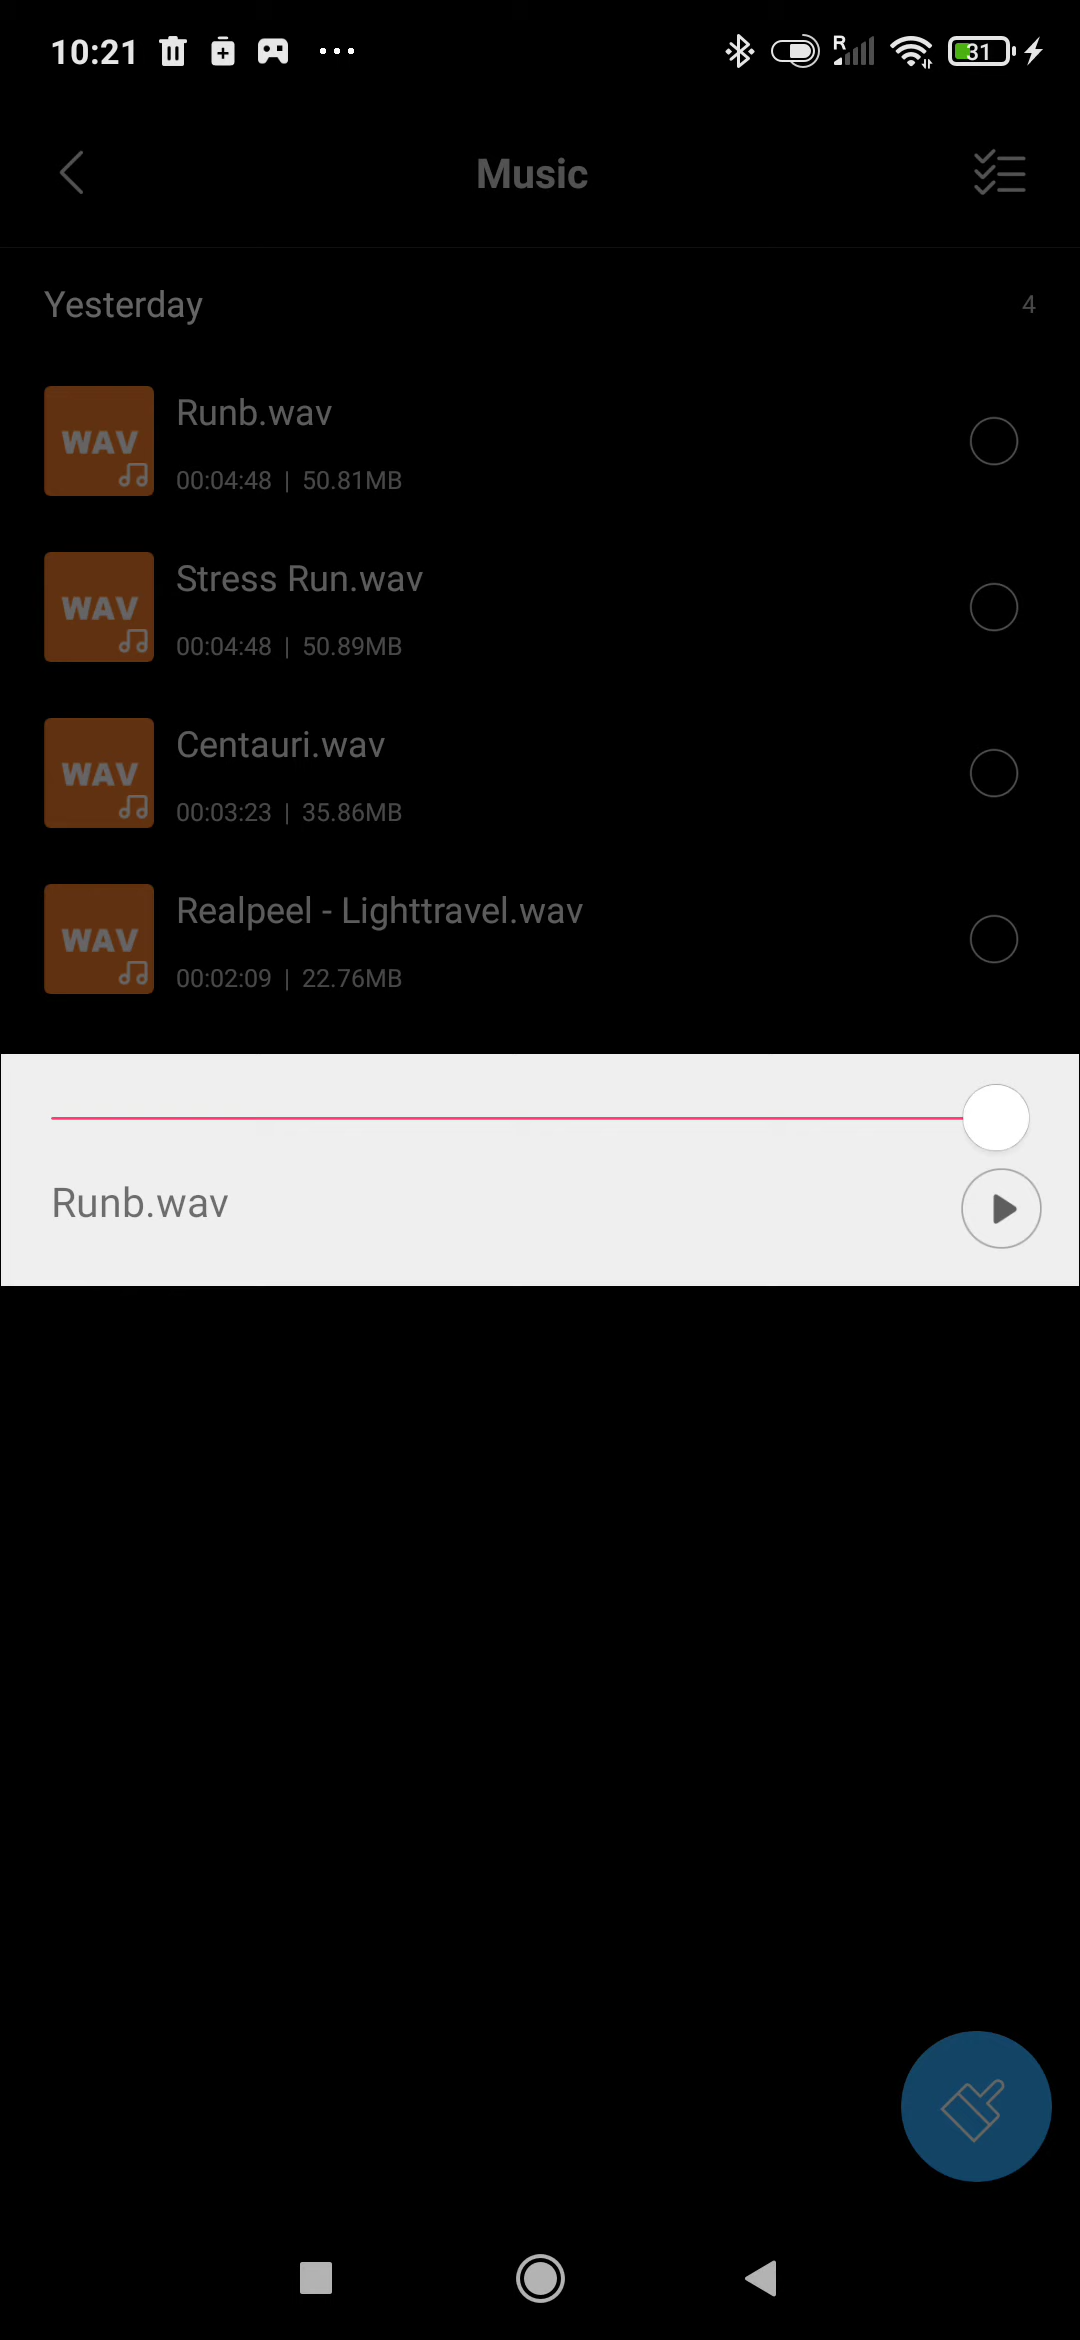 10:21 R 31
Music
Yesterday 4
WAV Runb.wav
00:04:48 | 50.81MB
WAV Stress Run.wav
00:04:48 | 50.89MB
WAV Centauri.wav
00:03:23 | 35.86MB
WAV Realpeel - Lighttravel.wav
00:02:09 | 22.76MB
Runb.wav